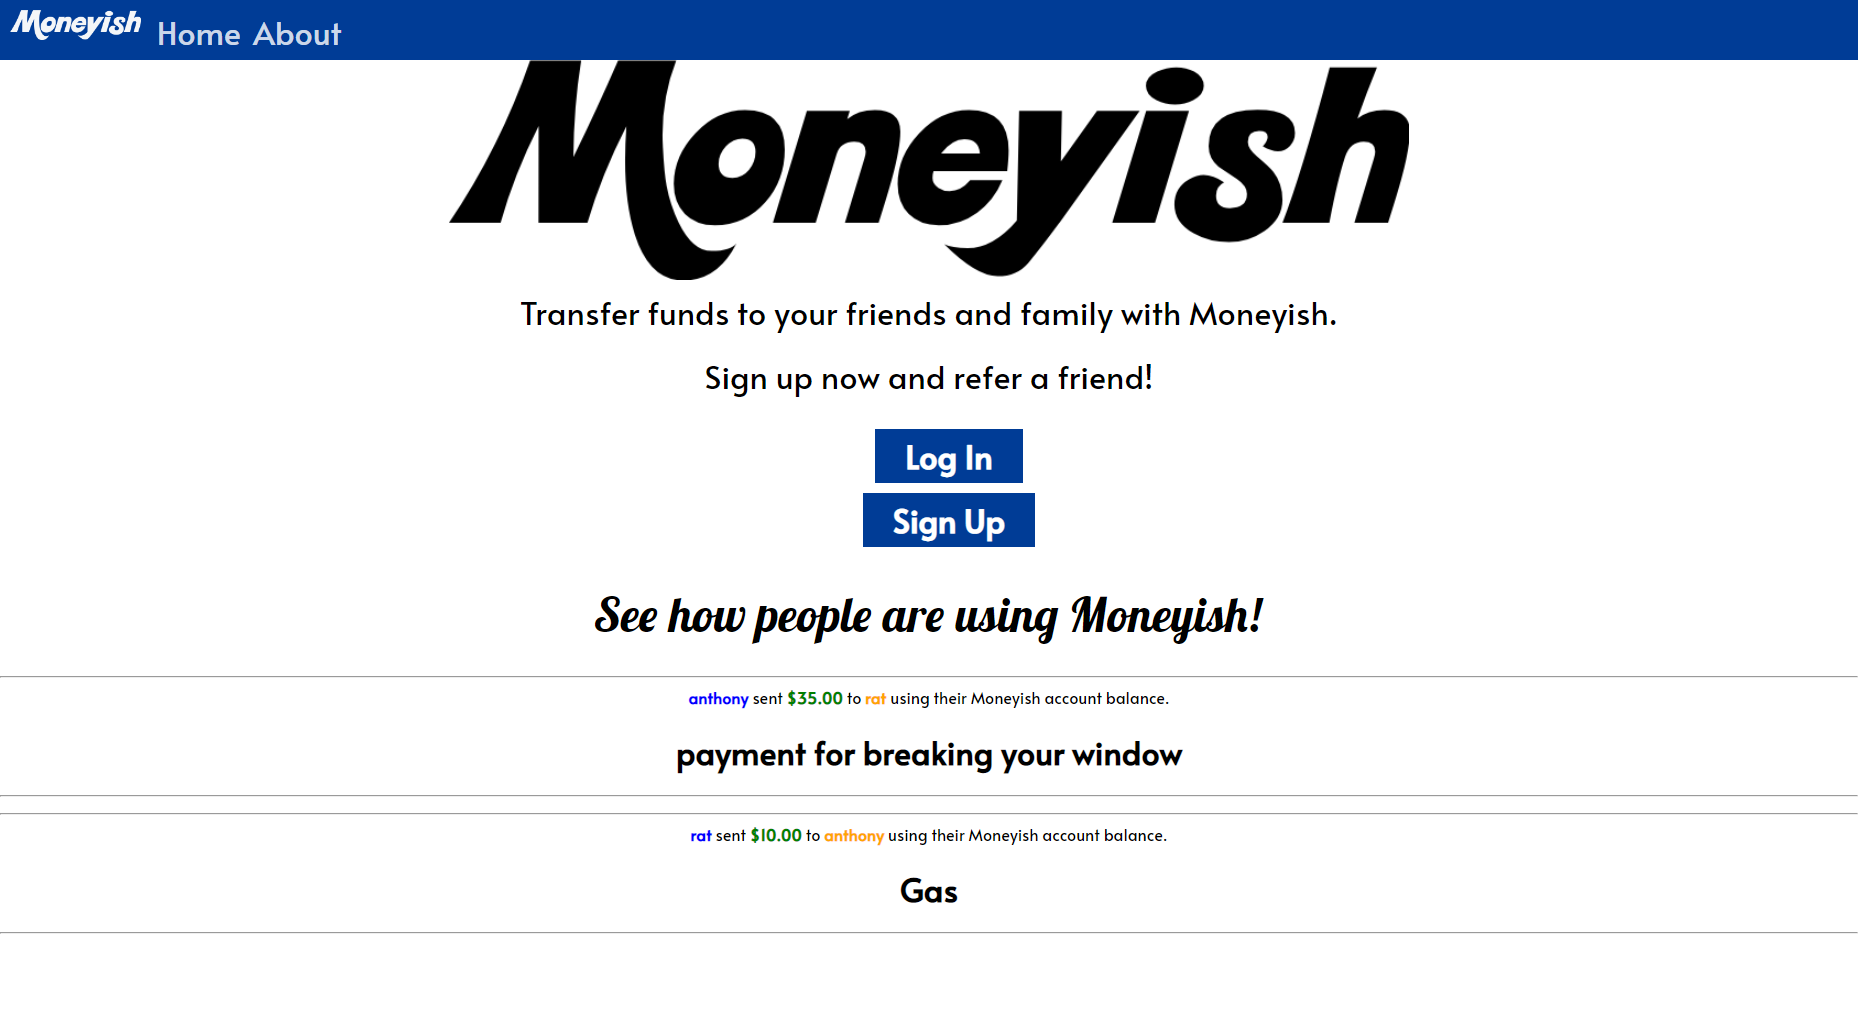 Moneyish Home About
Moneyish
Transfer funds to your friends and family with Moneyish.
Sign up now and refer a friend!
Log In
Sign Up
See how people are using Moneyish!
anthony sent $35.00 to rat using their Moneyish account balance.
payment for breaking your window
rat sent $10.00 to anthony using their Moneyish account balance.
Gas